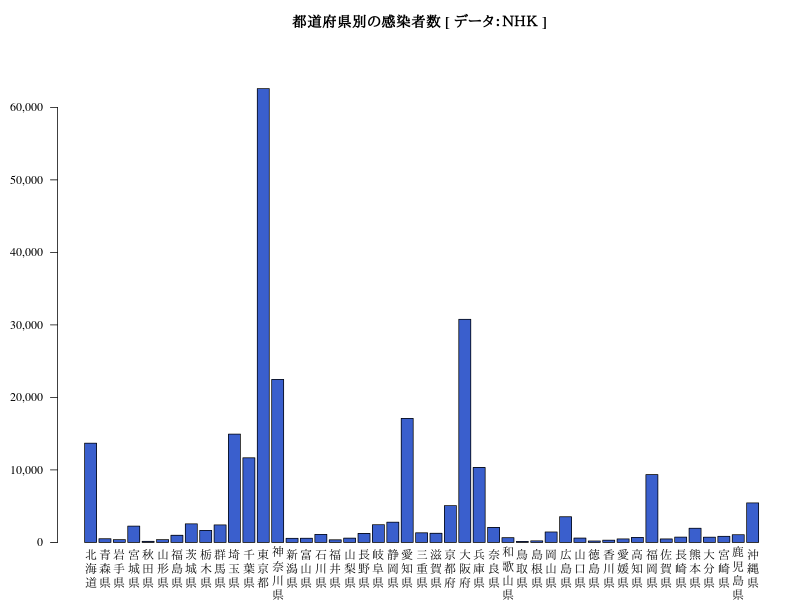 都道府県別の感染者数 [ データ：NHK ]
60,000
50,000
40,000
30,000
20,000
10,000
0
北海道
青森県
岩手県
宮城県
秋田県
山形県
福島県
茨城県
栃木県
群馬県
埼玉県
千葉県
東京都
神奈川県
新潟県
富山県
石川県
福井県
山梨県
長野県
岐阜県
静岡県
愛知県
三重県
滋賀県
京都府
大阪府
兵庫県
奈良県
和歌山県
鳥取県
島根県
岡山県
広島県
山口県
徳島県
香川県
愛媛県
高知県
福岡県
佐賀県
長崎県
熊本県
大分県
宮崎県
鹿児島県
沖縄県